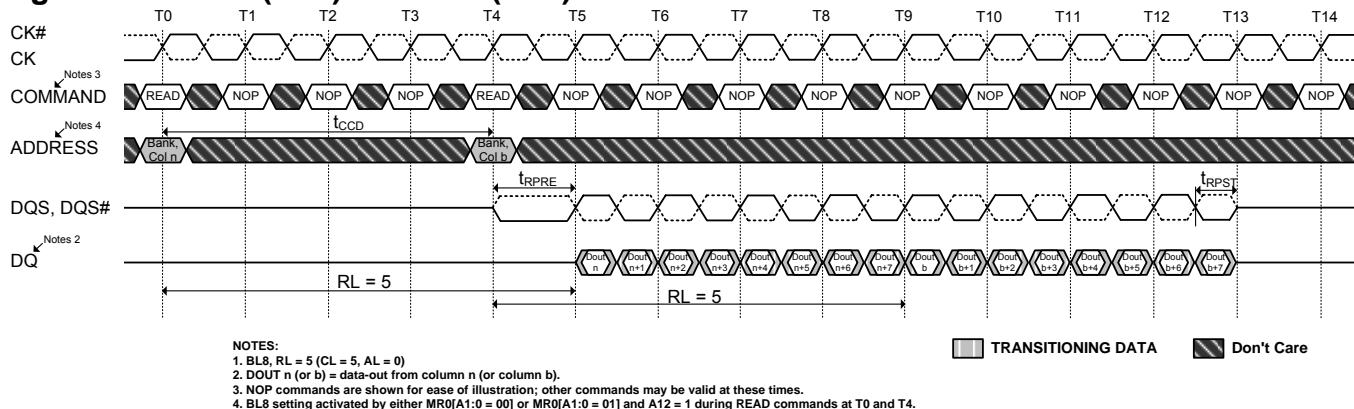 T0 T1 T2 T3 T4 T5 T6 T7 T8 T9 T10 T11 T12 T13 T14
CK#
CK
Notes 3
COMMAND READ NOP NOP NOP READ NOP NOP NOP NOP NOP NOP NOP NOP NOP NOP
tCCD
Notes 4
ADDRESS Bank, Col n Bank, Col b
tRPRE tRPST
DQS, DQS#
Notes 2
DQ Dout n Dout n+1 Dout n+2 Dout n+3 Dout n+4 Dout n+5 Dout n+6 Dout n+7 Dout b Dout b+1 Dout b+2 Dout b+3 Dout b+4 Dout b+5 Dout b+6 Dout b+7
RL = 5 RL = 5
NOTES:
1. BL8, RL = 5 (CL = 5, AL = 0)
2. DOUT n (or b) = data-out from column n (or column b).
3. NOP commands are shown for ease of illustration; other commands may be valid at these times.
4. BL8 setting activated by either MR0[A1:0 = 00] or MR0[A1:0 = 01] and A12 = 1 during READ commands at T0 and T4.
TRANSITIONING DATA Don't Care